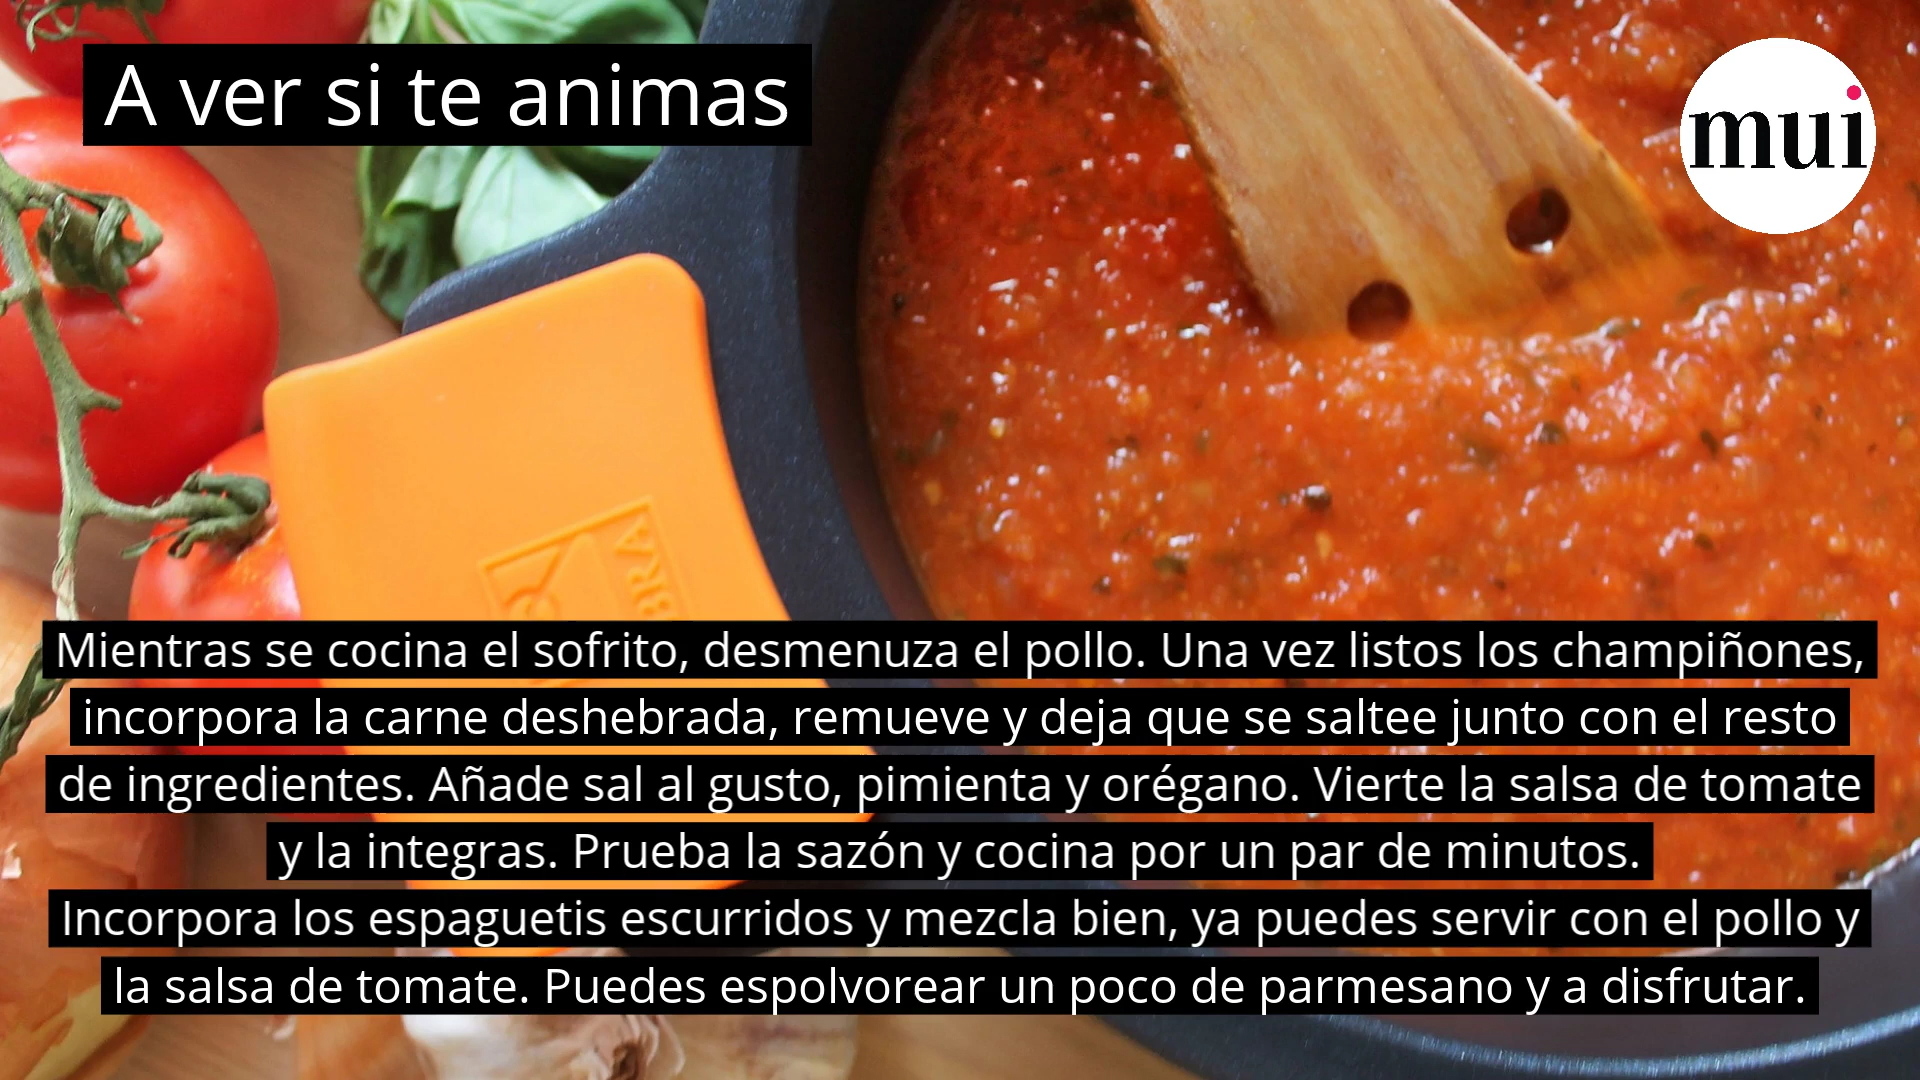 A ver si te animas
mui
BRA
Mientras se cocina el sofrito, desmenuza el pollo. Una vez listos los champiñones,
incorpora la carne deshebrada, remueve y deja que se saltee junto con el resto
de ingredientes. Añade sal al gusto, pimienta y orégano. Vierte la salsa de tomate
y la integras. Prueba la sazón y cocina por un par de minutos.
Incorpora los espaguetis escurridos y mezcla bien, ya puedes servir con el pollo y
la salsa de tomate. Puedes espolvorear un poco de parmesano y a disfrutar.